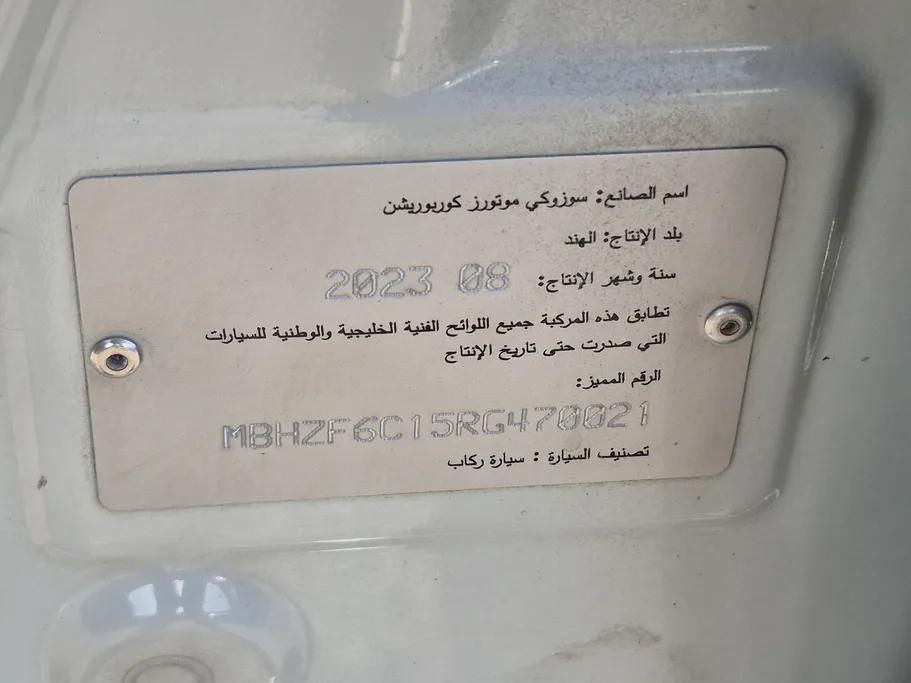 اسم الصانع: سوزوكي موتورز كوربوريشن
بلد الإنتاج: الهند
سنة وشهر الإنتاج: 2023 08
تطابق هذه المركبة جميع اللوائح الفنية الخليجية والوطنية للسيارات
التي صدرت حتى تاريخ الإنتاج
الرقم المميز:
MBHZF6C15RG470021
تصنيف السيارة : سيارة ركاب